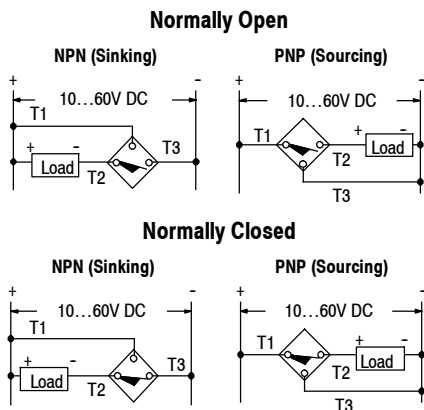 Normally Open
NPN (Sinking)
+ -
10...60V DC
T1
T3
+ -
Load
T2
PNP (Sourcing)
+ -
10...60V DC
T1
+ -
T2
Load
T3
Normally Closed
NPN (Sinking)
+ -
10...60V DC
T1
T3
+ -
Load
T2
PNP (Sourcing)
+ -
10...60V DC
T1
+ -
T2
Load
T3